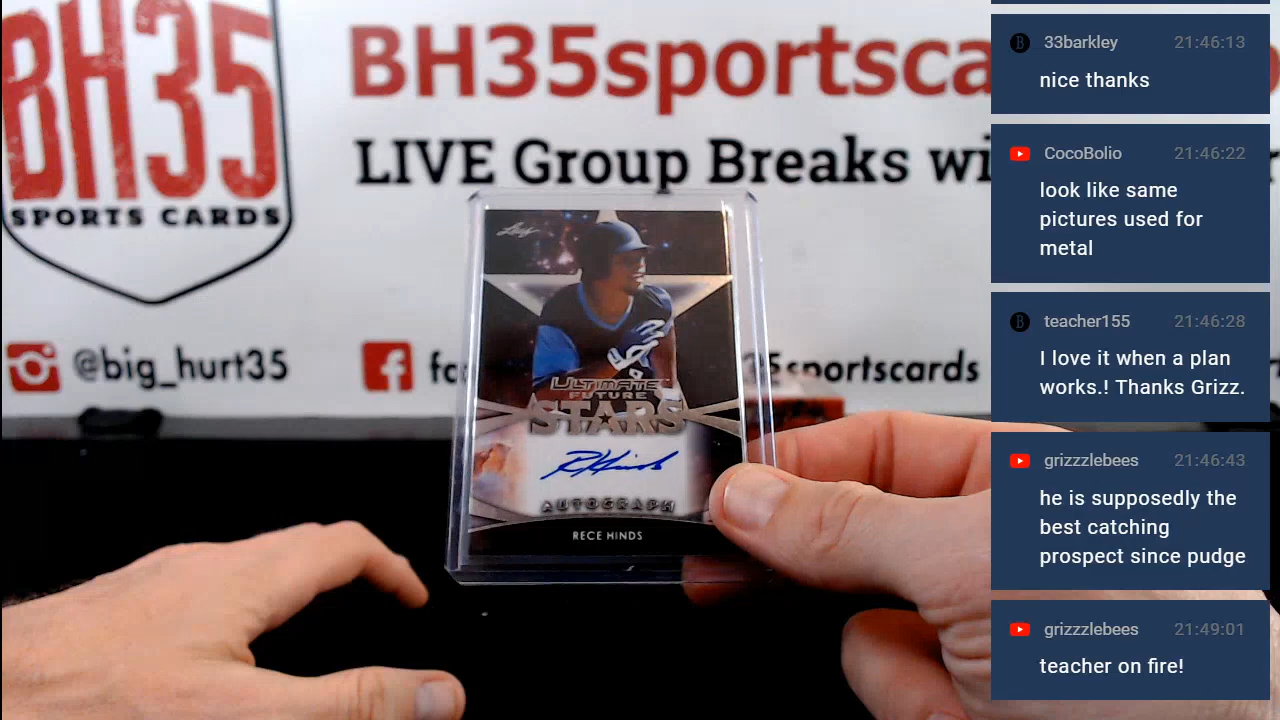 BH35
SPORTS CARDS
BH35sportsca
LIVE Group Breaks wi
@big_hurt35
35sportscards
Leaf
ULTIMATE
FUTURE
STARS
AUTOGRAPH
RECE HINDS
33barkley 21:46:13
nice thanks
CocoBolio 21:46:22
look like same
pictures used for
metal
teacher155 21:46:28
I love it when a plan
works.! Thanks Grizz.
grizzzlebees 21:46:43
he is supposedly the
best catching
prospect since pudge
grizzzlebees 21:49:01
teacher on fire!